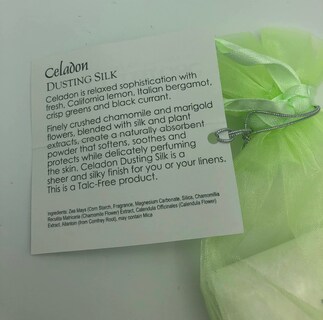 Celadon
DUSTING SILK
Celadon is relaxed sophistication with
fresh, California lemon, Italian bergamot,
crisp greens and black currant.
Finely crushed chamomile and marigold
flowers, blended with silk and plant
extracts, create a naturally absorbent
powder that softens, soothes and
protects while delicately perfuming
the skin. Celadon Dusting Silk is a
sheer and silky finish for you or your linens.
This is a Talc-Free product.
Ingredients: Zea Mays (Corn Starch, Fragrance, Magnesium Carbonate, Silica, Chamomilla
Recutita Matricaria (Chamomile Flower) Extract, Calendula Officinales (Calendula Flower)
Extract, Allantoin (from Comfrey Root), may contain Mica